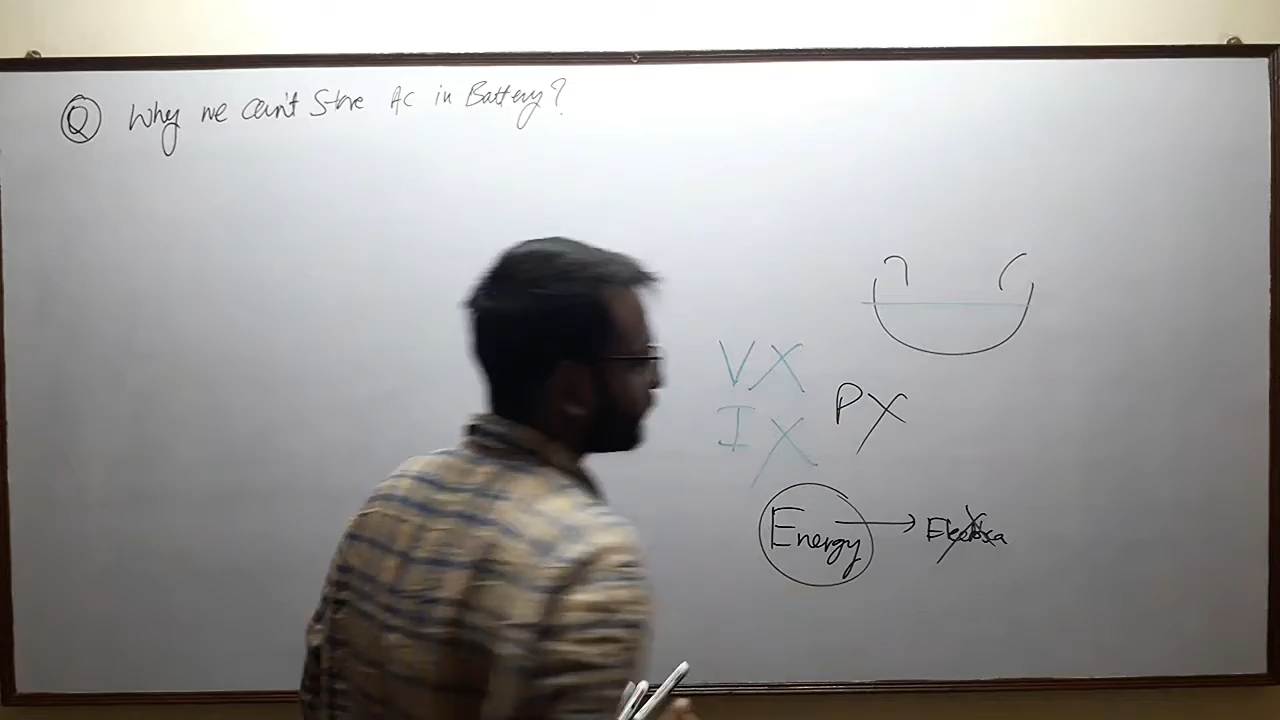 Q Why we can't Store AC in Battery?
V X
P X
I X
Energy →